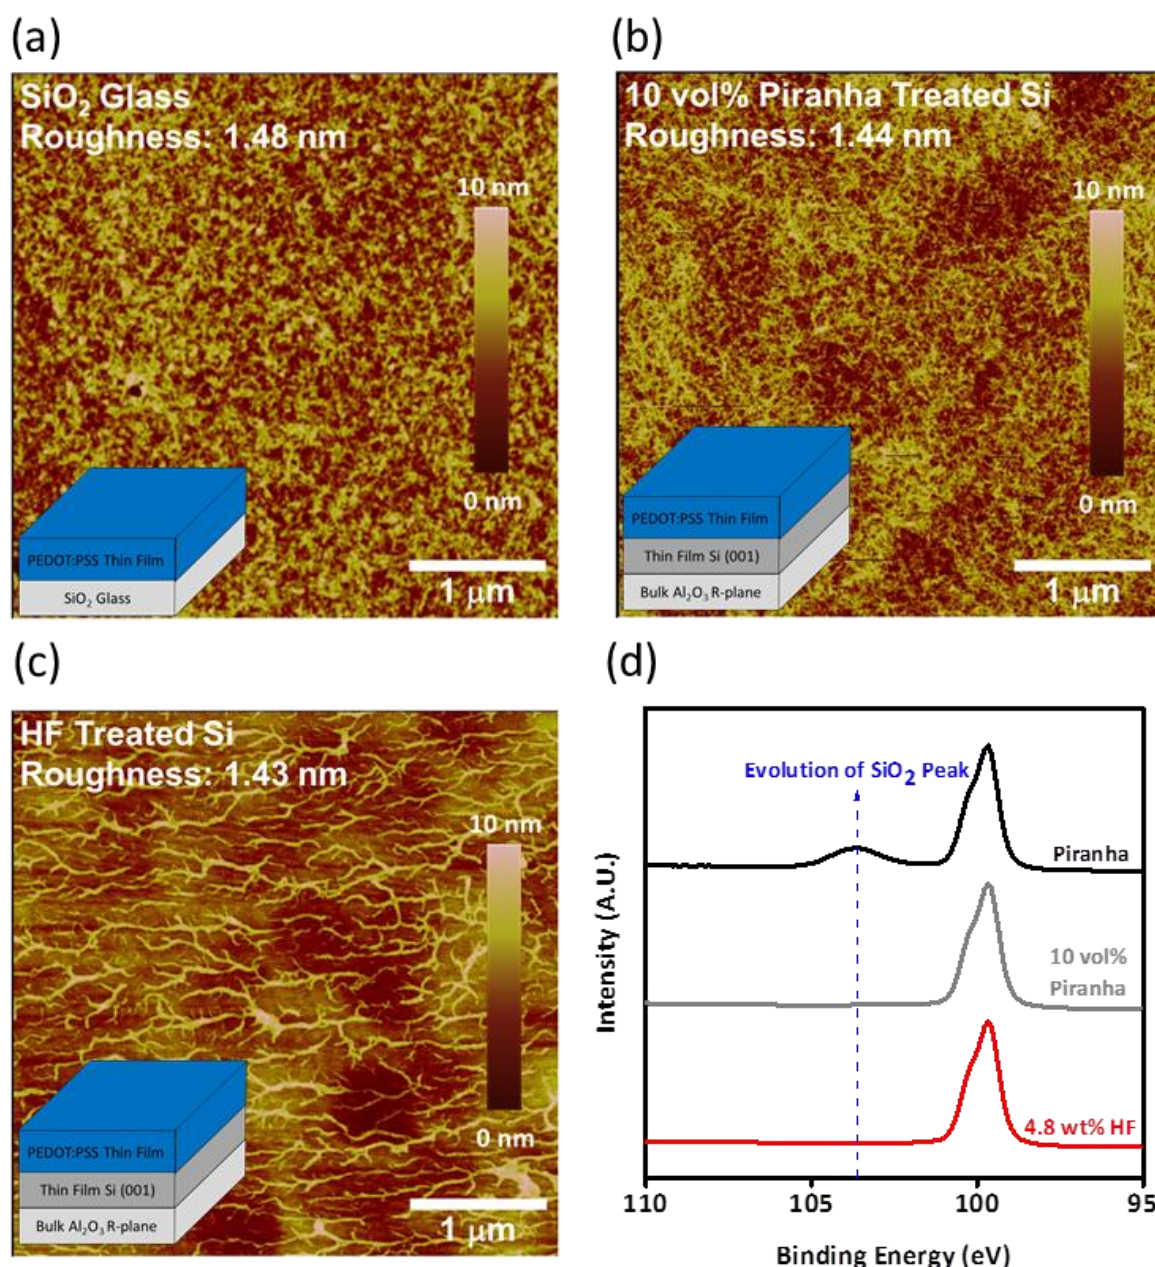 (a)
SiO₂ Glass
Roughness: 1.48 nm
10 nm
0 nm
PEDOT:PSS Thin Film
SiO₂ Glass
1 μm
(b)
10 vol% Piranha Treated Si
Roughness: 1.44 nm
10 nm
0 nm
PEDOT:PSS Thin Film
Thin Film Si (001)
Bulk Al₂O₃ R-plane
1 μm
(c)
HF Treated Si
Roughness: 1.43 nm
10 nm
0 nm
PEDOT:PSS Thin Film
Thin Film Si (001)
Bulk Al₂O₃ R-plane
1 μm
(d)
Evolution of SiO₂ Peak
Piranha
10 vol%
Piranha
4.8 wt% HF
Intensity (A.U.)
110 105 100 95
Binding Energy (eV)